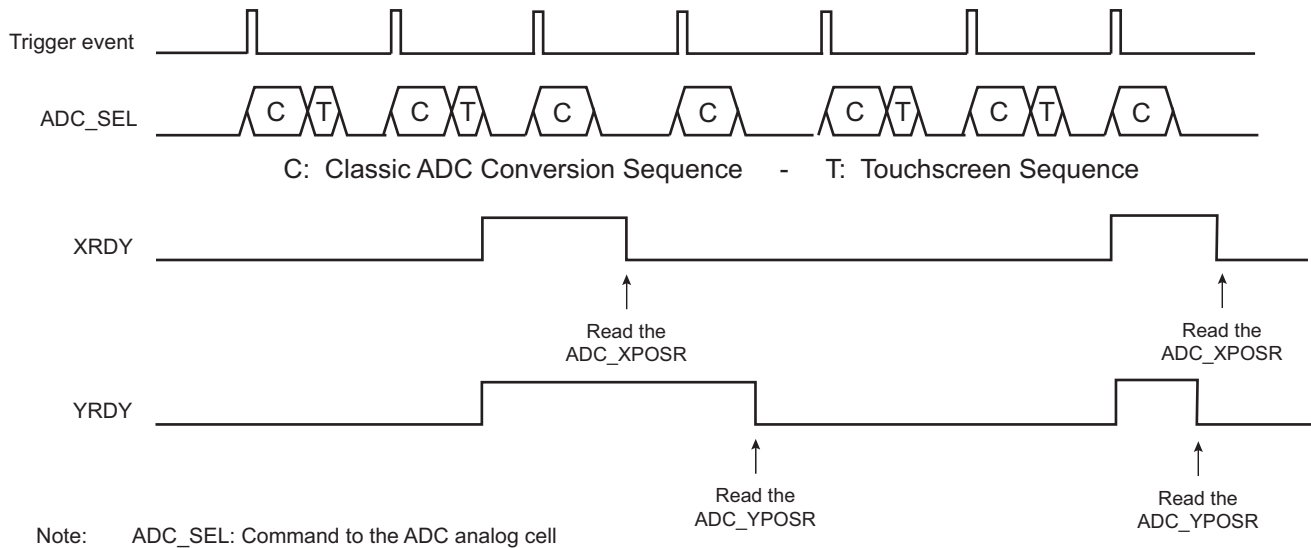 Trigger event
ADC_SEL
C T C T C C C T C T C
C: Classic ADC Conversion Sequence - T: Touchscreen Sequence
XRDY
Read the
ADC_XPOSR
Read the
ADC_XPOSR
YRDY
Read the
ADC_YPOSR
Read the
ADC_YPOSR
Note: ADC_SEL: Command to the ADC analog cell